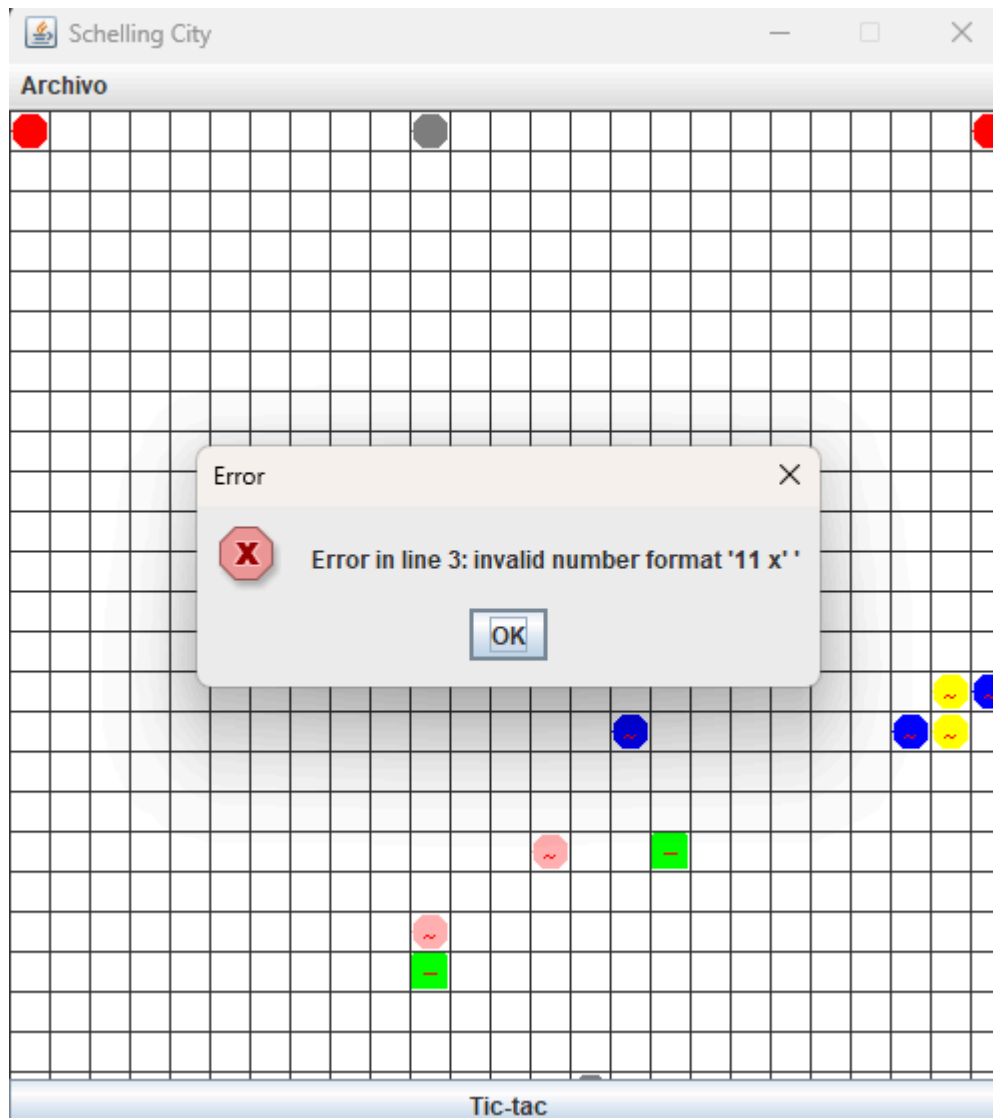 Schelling City
Archivo
Error
X
Error in line 3: invalid number format '11 x' '
OK
~
~
~
~
~
~
–
~
–
Tic-tac